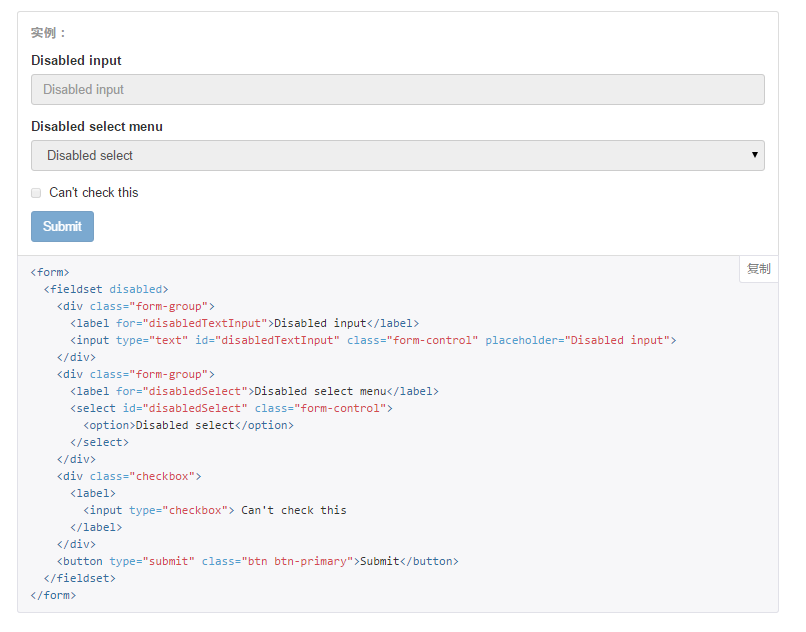 实例：
Disabled input
Disabled input
Disabled select menu
Disabled select
Can't check this
Submit
复制
<form>
  <fieldset disabled>
    <div class="form-group">
      <label for="disabledTextInput">Disabled input</label>
      <input type="text" id="disabledTextInput" class="form-control" placeholder="Disabled input">
    </div>
    <div class="form-group">
      <label for="disabledSelect">Disabled select menu</label>
      <select id="disabledSelect" class="form-control">
        <option>Disabled select</option>
      </select>
    </div>
    <div class="checkbox">
      <label>
        <input type="checkbox"> Can't check this
      </label>
    </div>
    <button type="submit" class="btn btn-primary">Submit</button>
  </fieldset>
</form>